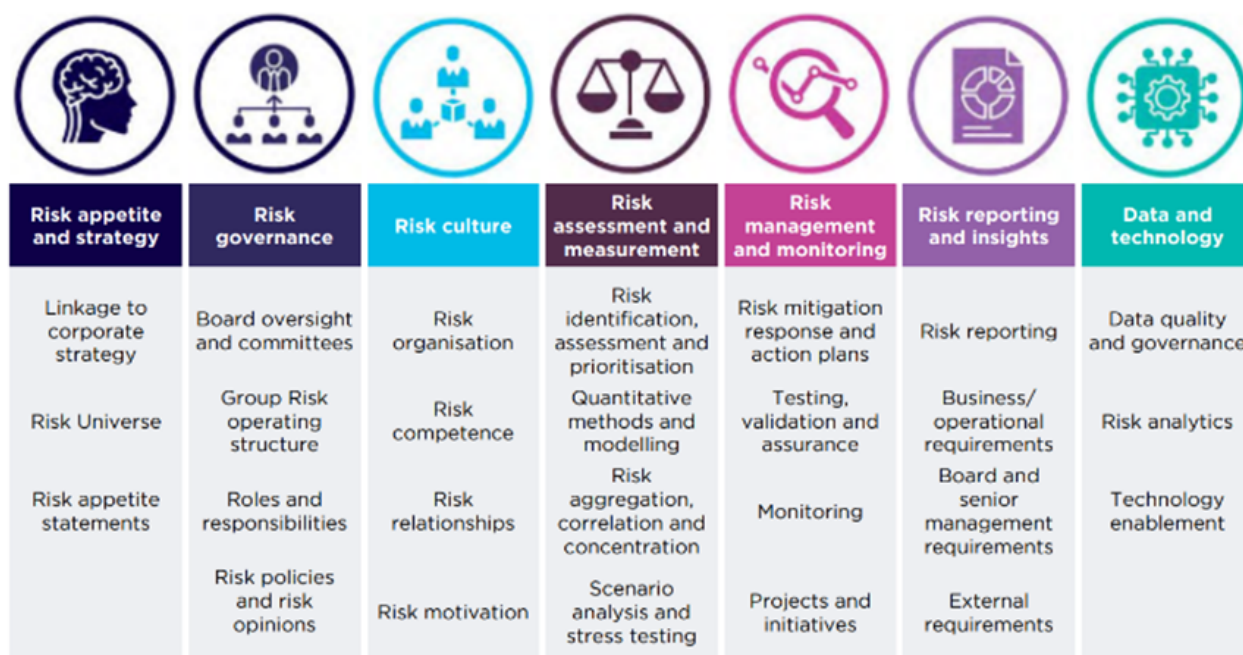 Risk appetite
and strategy
Linkage to
corporate
strategy
Risk Universe
Risk appetite
statements
Risk
governance
Board oversight
and committees
Group Risk
operating
structure
Roles and
responsibilities
Risk policies
and risk
opinions
Risk culture
Risk
organisation
Risk
competence
Risk
relationships
Risk motivation
Risk
assessment and
measurement
Risk
identification,
assessment and
prioritisation
Quantitative
methods and
modelling
Risk
aggregation,
correlation and
concentration
Scenario
analysis and
stress testing
Risk
management
and monitoring
Risk mitigation
response and
action plans
Testing,
validation and
assurance
Monitoring
Projects and
initiatives
Risk reporting
and insights
Risk reporting
Business/
operational
requirements
Board and
senior
management
requirements
External
requirements
Data and
technology
Data quality
and governance
Risk analytics
Technology
enablement